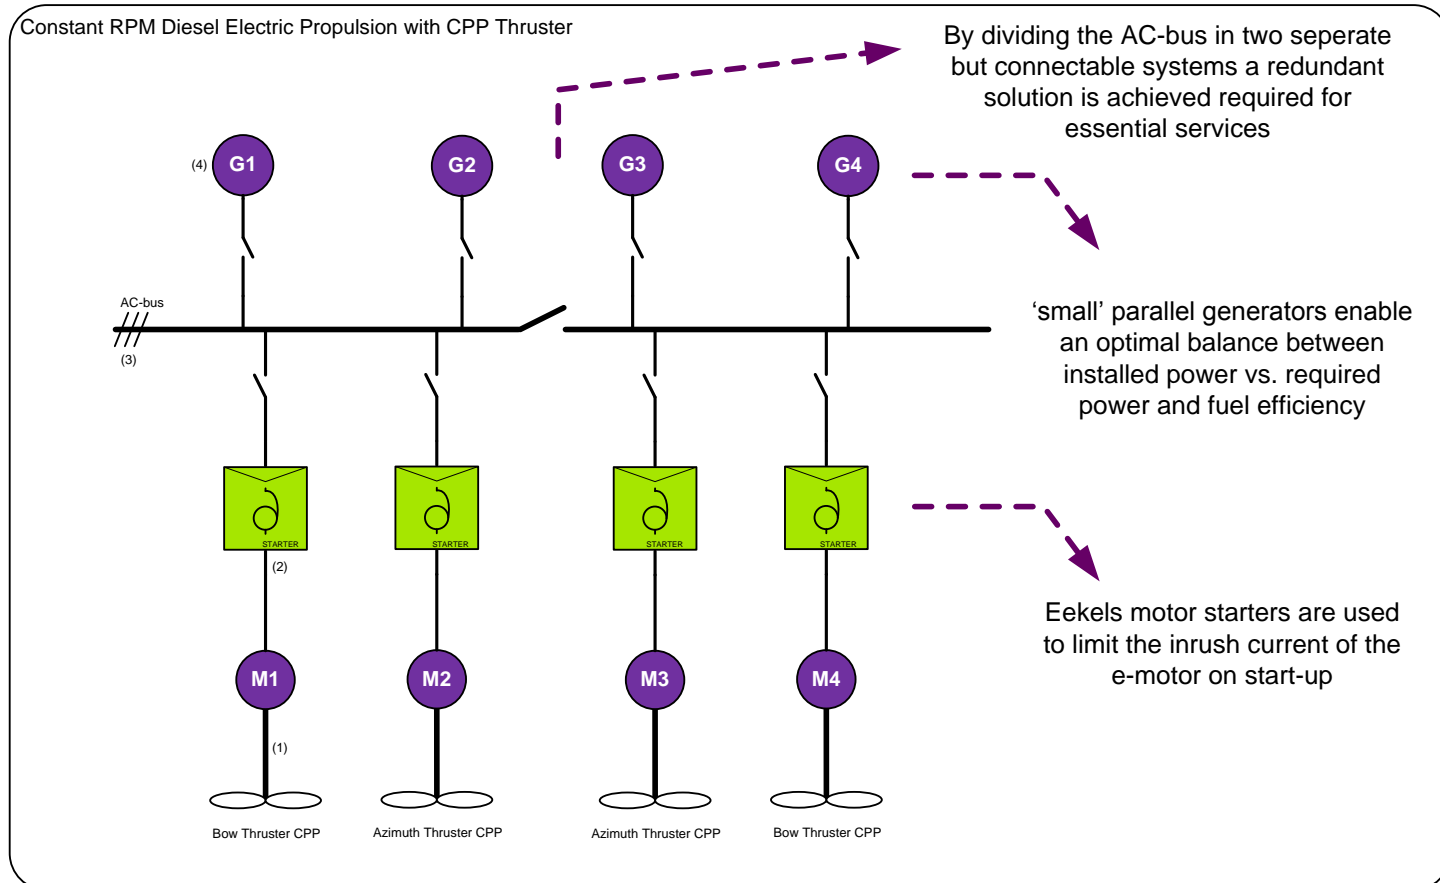 Constant RPM Diesel Electric Propulsion with CPP Thruster
By dividing the AC-bus in two seperate
but connectable systems a redundant
solution is achieved required for
essential services
(4)
G1
G2
G3
G4
AC-bus
(3)
‘small’ parallel generators enable
an optimal balance between
installed power vs. required
power and fuel efficiency
STARTER
STARTER
STARTER
STARTER
(2)
Eekels motor starters are used
to limit the inrush current of the
e-motor on start-up
M1
M2
M3
M4
(1)
Bow Thruster CPP
Azimuth Thruster CPP
Azimuth Thruster CPP
Bow Thruster CPP